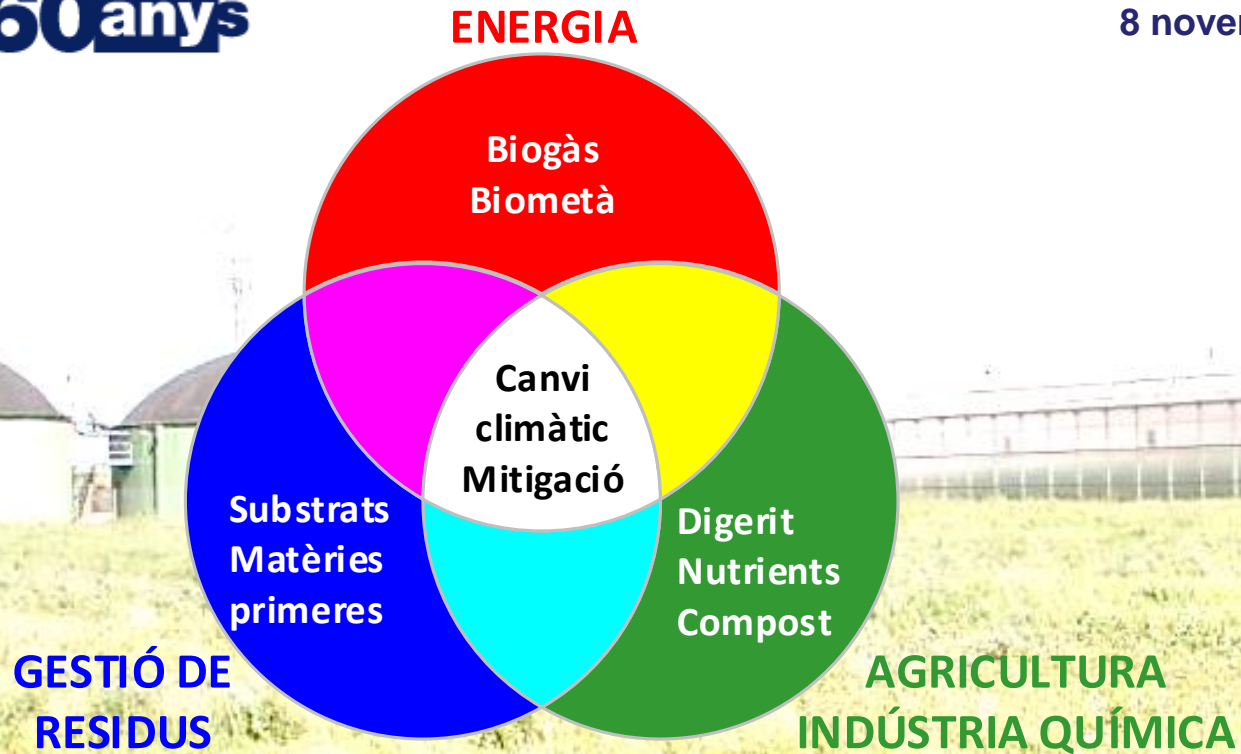 60 anys
ENERGIA
8
Biogàs
Biometà
Canvi
climàtic
Mitigació
Substrats
Matèries
primeres
Digerit
Nutrients
Compost
GESTIÓ DE
RESIDUS
AGRICULTURA
INDÚSTRIA QUÍMICA